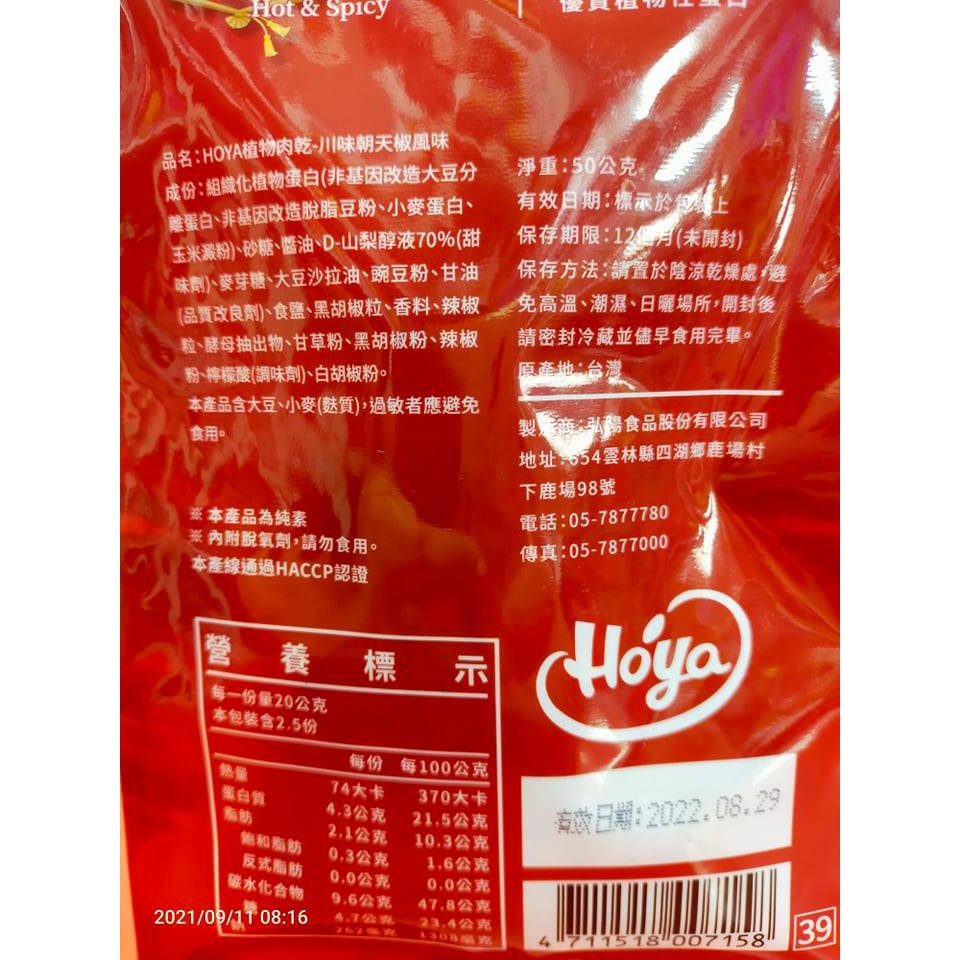 Hot & Spicy
優質植物性蛋白
品名:HOYA植物肉乾-川味朝天椒風味
成份:組織化植物蛋白(非基因改造大豆分
離蛋白、非基因改造脫脂豆粉、小麥蛋白、
玉米澱粉)、砂糖、醬油、D-山梨醇液70%(甜
味劑)、麥芽糖、大豆沙拉油、豌豆粉、甘油
(品質改良劑)、食鹽、黑胡椒粒、香料、辣椒
粒、酵母抽出物、甘草粉、黑胡椒粉、辣椒
粉、檸檬酸(調味劑)、白胡椒粉。
本產品含大豆、小麥(麩質),過敏者應避免
食用。
※ 本產品為純素
※ 內附脫氧劑,請勿食用。
本產線通過HACCP認證
淨重:50公克
有效日期:標示於包裝上
保存期限:12個月(未開封)
保存方法:請置於陰涼乾燥處,避
免高溫、潮濕、日曬場所,開封後
請密封冷藏並儘早食用完畢。
原產地:台灣
製造商:弘陽食品股份有限公司
地址:654雲林縣四湖鄉鹿場村
下鹿場98號
電話:05-7877780
傳真:05-7877000
營養標示
每一份量20公克
本包裝含2.5份
每份 每100公克
熱量 74大卡 370大卡
蛋白質 4.3公克 21.5公克
脂肪 2.1公克 10.3公克
飽和脂肪 0.3公克 1.6公克
反式脂肪 0.0公克 0.0公克
碳水化合物 9.6公克 47.8公克
糖 4.7公克 23.4公克
鈉 262毫克 1308毫克
Hoya
有效日期:2022.08.29
4 711518 007158
39
2021/09/11 08:16